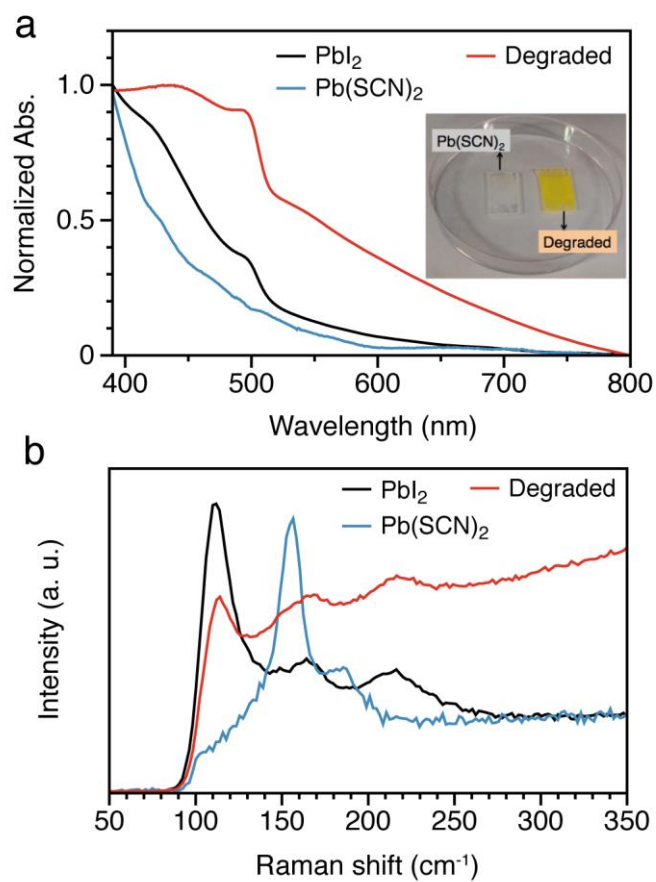 a
PbI₂
Degraded
Pb(SCN)₂
Pb(SCN)₂
Degraded
1.0
0.5
0
Normalized Abs.
400 500 600 700 800
Wavelength (nm)
b
PbI₂
Degraded
Pb(SCN)₂
Intensity (a. u.)
50 100 150 200 250 300 350
Raman shift (cm⁻¹)